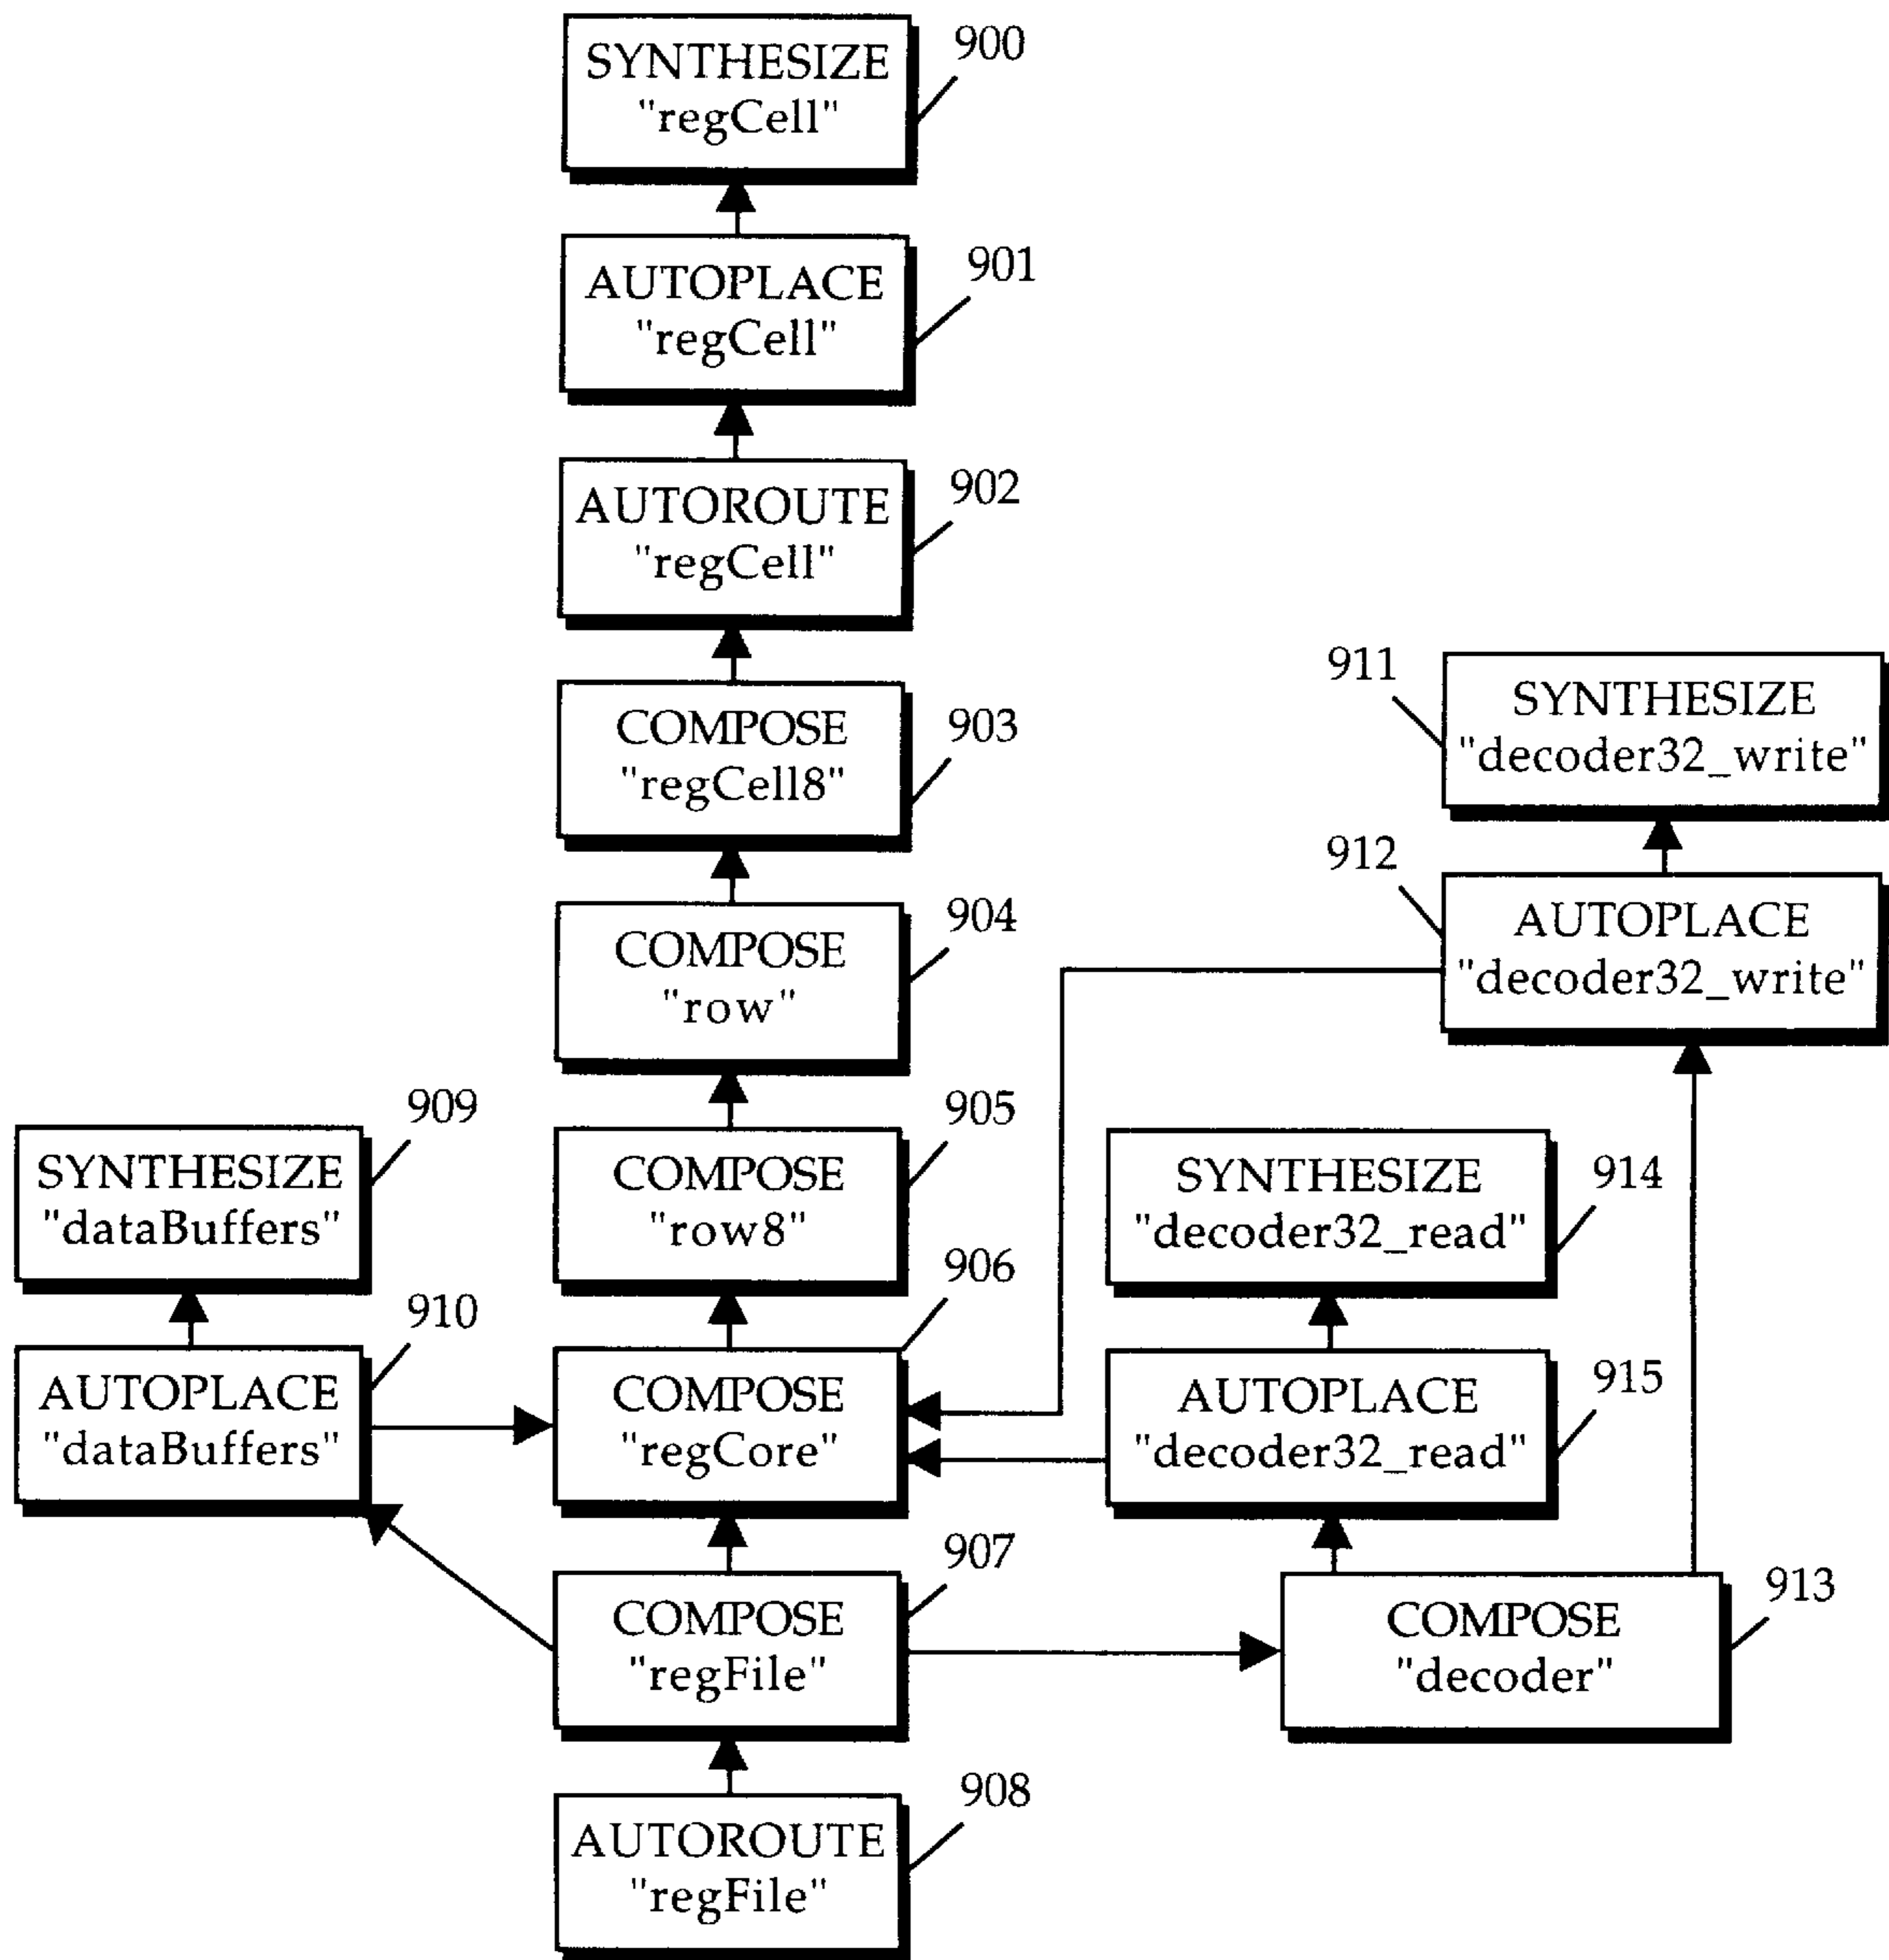 SYNTHESIZE
"regCell"
900
AUTOPLACE
"regCell"
901
AUTOROUTE
"regCell"
902
COMPOSE
"regCell8"
903
911
SYNTHESIZE
"decoder32_write"
COMPOSE
"row"
904
912
AUTOPLACE
"decoder32_write"
909
SYNTHESIZE
"dataBuffers"
COMPOSE
"row8"
905
SYNTHESIZE
"decoder32_read"
914
910
AUTOPLACE
"dataBuffers"
906
COMPOSE
"regCore"
AUTOPLACE
"decoder32_read"
915
COMPOSE
"regFile"
907
COMPOSE
"decoder"
913
AUTOROUTE
"regFile"
908